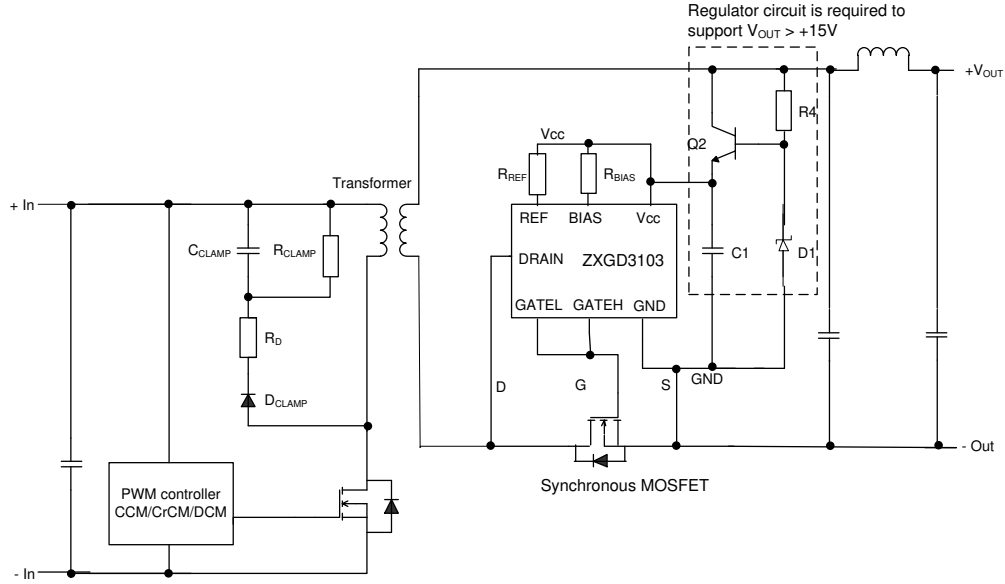 Regulator circuit is required to
support VOUT > +15V
+VOUT
R4
Q2
Vcc
RREF
RBIAS
Transformer
+ In
REF BIAS Vcc
CCLAMP
RCLAMP
DRAIN
ZXGD3103
C1
D1
GATEL GATEH GND
RD
GND
D
G
S
DCLAMP
- Out
Synchronous MOSFET
PWM controller
CCM/CrCM/DCM
- In